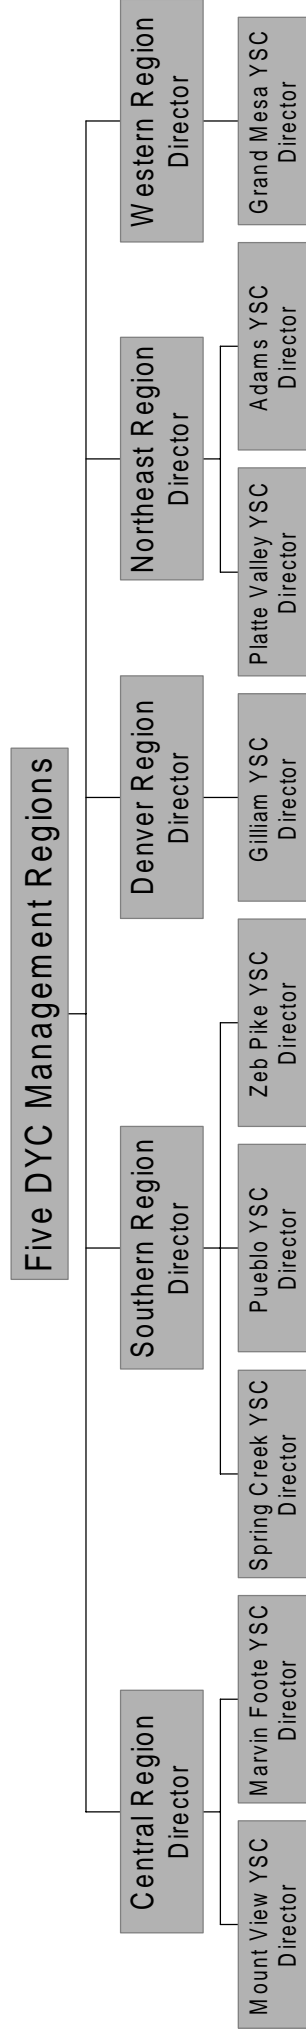 Five DYC Management Regions
Central Region
Director
Southern Region
Director
Denver Region
Director
Northeast Region
Director
Western Region
Director
Mount View YSC
Director
Marvin Foote YSC
Director
Spring Creek YSC
Director
Pueblo YSC
Director
Zeb Pike YSC
Director
Gilliam YSC
Director
Platte Valley YSC
Director
Adams YSC
Director
Grand Mesa YSC
Director